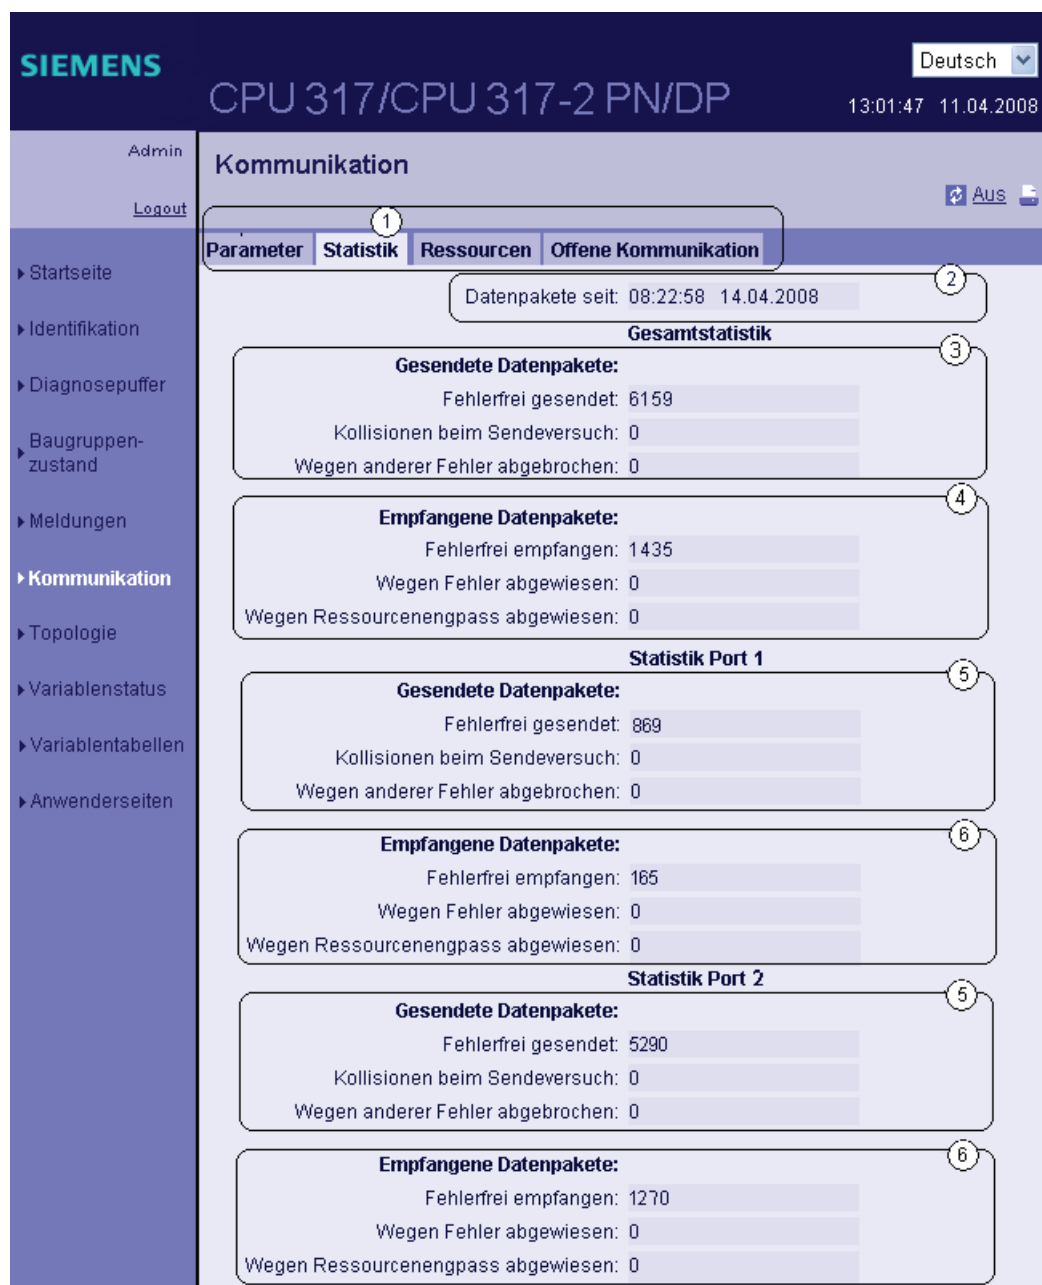 SIEMENS
Deutsch
CPU 317/CPU 317-2 PN/DP
13:01:47 11.04.2008
Admin
Logout
Kommunikation
Aus
1
Parameter Statistik Ressourcen Offene Kommunikation
Startseite
Identifikation
Diagnosepuffer
Baugruppen-
zustand
Meldungen
Kommunikation
Topologie
Variablenstatus
Variablentabellen
Anwenderseiten
2
Datenpakete seit: 08:22:58 14.04.2008
Gesamtstatistik
3
Gesendete Datenpakete:
Fehlerfrei gesendet: 6159
Kollisionen beim Sendeversuch: 0
Wegen anderer Fehler abgebrochen: 0
4
Empfangene Datenpakete:
Fehlerfrei empfangen: 1435
Wegen Fehler abgewiesen: 0
Wegen Ressourcenengpass abgewiesen: 0
Statistik Port 1
5
Gesendete Datenpakete:
Fehlerfrei gesendet: 869
Kollisionen beim Sendeversuch: 0
Wegen anderer Fehler abgebrochen: 0
6
Empfangene Datenpakete:
Fehlerfrei empfangen: 165
Wegen Fehler abgewiesen: 0
Wegen Ressourcenengpass abgewiesen: 0
Statistik Port 2
5
Gesendete Datenpakete:
Fehlerfrei gesendet: 5290
Kollisionen beim Sendeversuch: 0
Wegen anderer Fehler abgebrochen: 0
6
Empfangene Datenpakete:
Fehlerfrei empfangen: 1270
Wegen Fehler abgewiesen: 0
Wegen Ressourcenengpass abgewiesen: 0